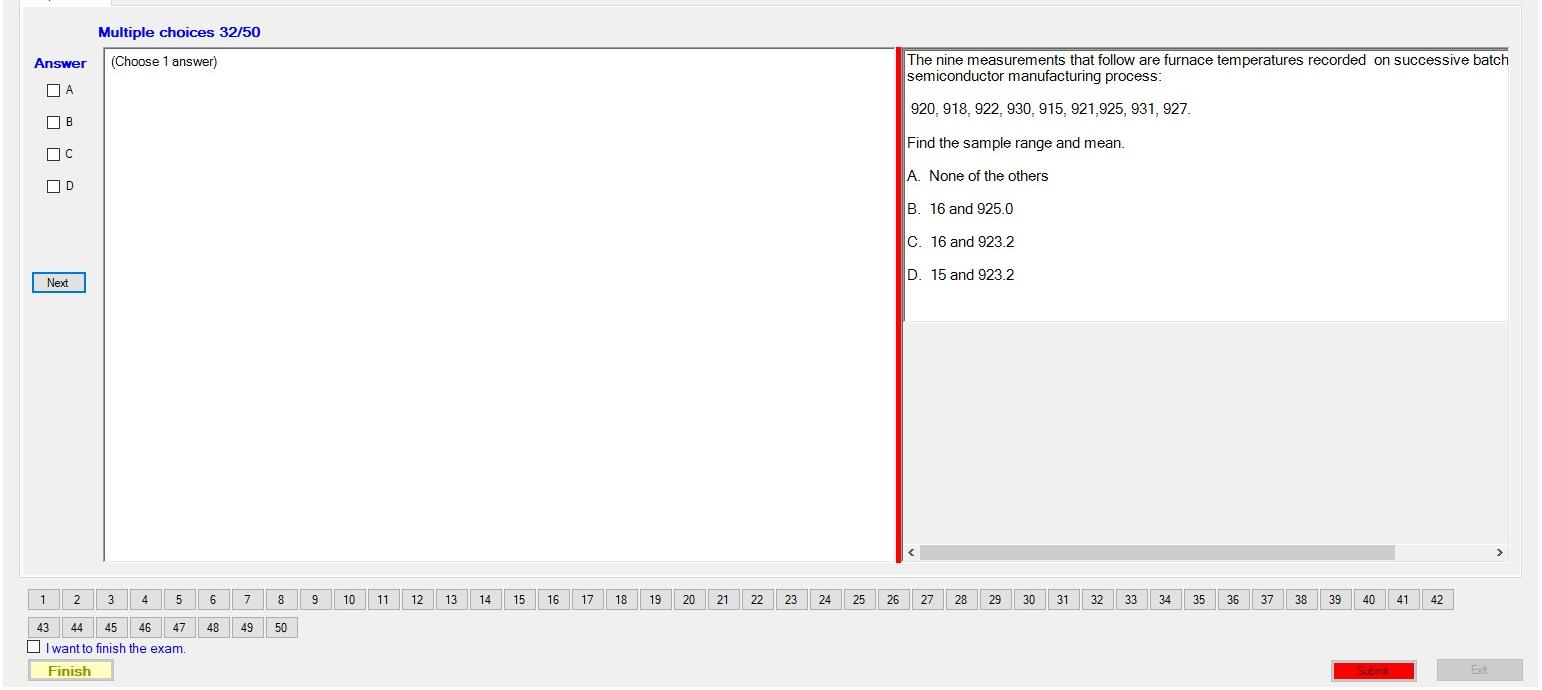 Multiple choices 32/50
Answer
(Choose 1 answer)
A
B
C
D
Next
The nine measurements that follow are furnace temperatures recorded on successive batch
semiconductor manufacturing process:
920, 918, 922, 930, 915, 921,925, 931, 927.
Find the sample range and mean.
A. None of the others
B. 16 and 925.0
C. 16 and 923.2
D. 15 and 923.2
1 2 3 4 5 6 7 8 9 10 11 12 13 14 15 16 17 18 19 20 21 22 23 24 25 26 27 28 29 30 31 32 33 34 35 36 37 38 39 40 41 42
43 44 45 46 47 48 49 50
I want to finish the exam.
Finish
Submit
Exit